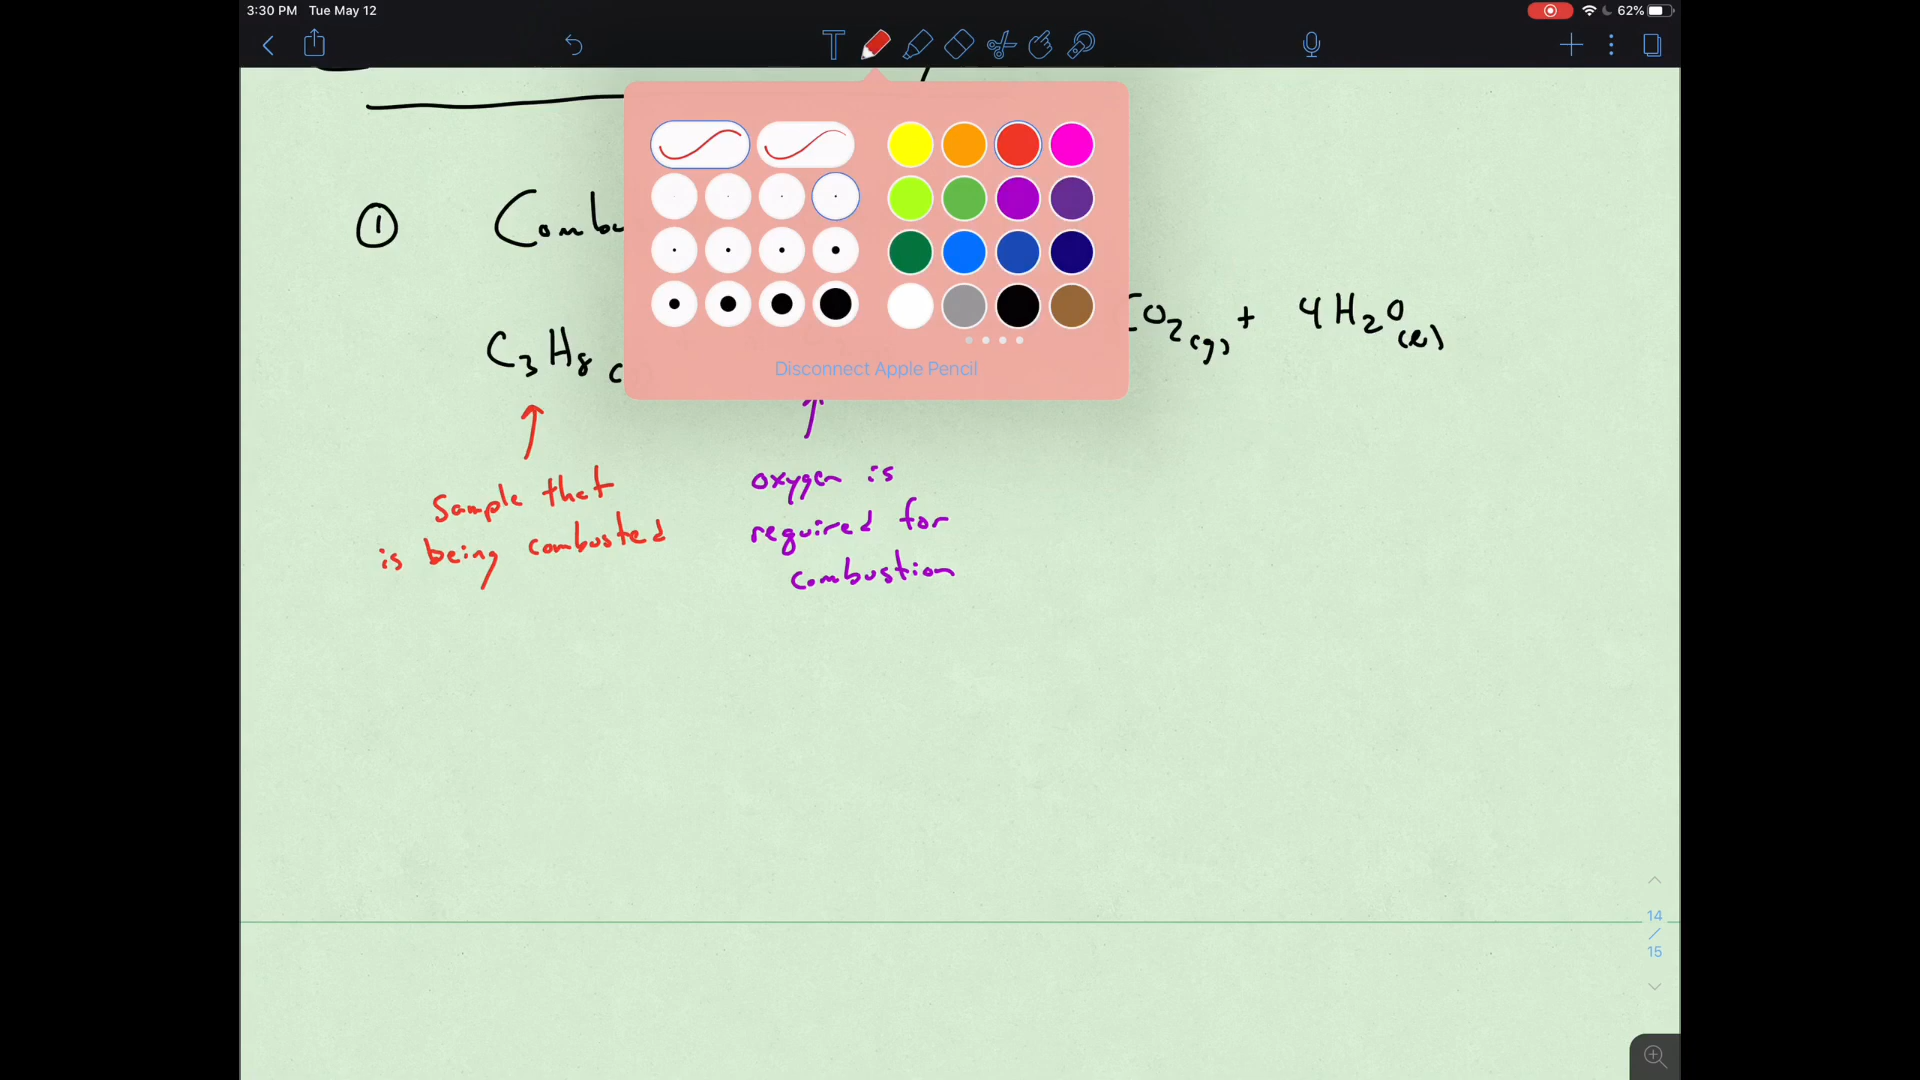 3:30 PM Tue May 12
62%
① Combu
C₃H₈ (
CO₂(g) + 4H₂O(l)
Disconnect Apple Pencil
Sample that
is being combusted
oxygen is
required for
combustion
14
/
15